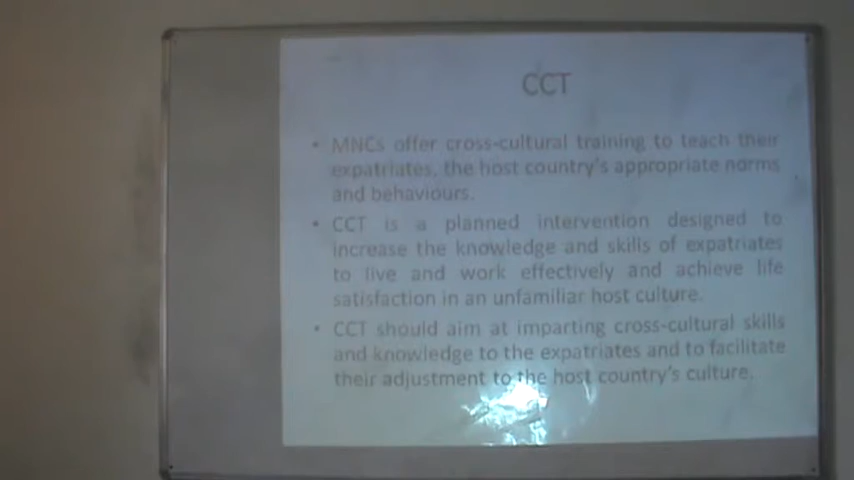 CCT
• MNCs offer cross-cultural training to teach their
expatriates, the host country's appropriate norms
and behaviours.
• CCT is a planned intervention designed to
increase the knowledge and skills of expatriates
to live and work effectively and achieve life
satisfaction in an unfamiliar host culture.
• CCT should aim at imparting cross-cultural skills
and knowledge to the expatriates and to facilitate
their adjustment to the host country's culture.